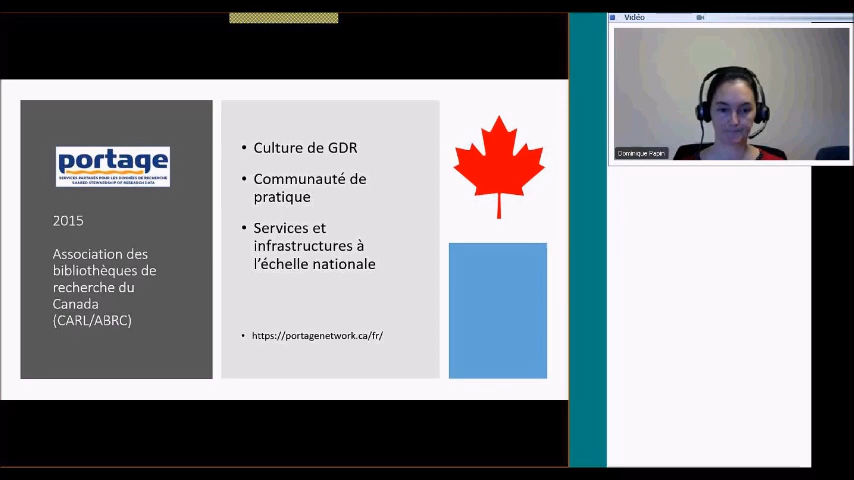 Vidéo
Dominique Papin
portage
SERVICES PARTAGÉS POUR LES DONNÉES DE RECHERCHE
SHARED STEWARDSHIP OF RESEARCH DATA
2015
Association des
bibliothèques de
recherche du
Canada
(CARL/ABRC)
• Culture de GDR
• Communauté de
pratique
• Services et
infrastructures à
l'échelle nationale
• https://portagenetwork.ca/fr/